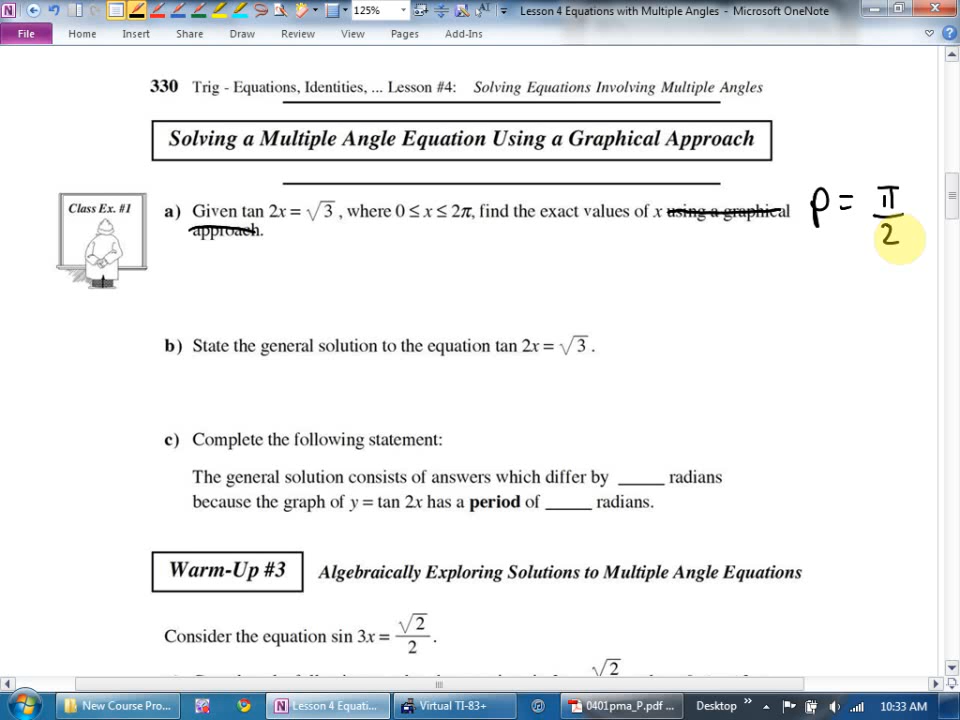 125%
Lesson 4 Equations with Multiple Angles - Microsoft OneNote
File Home Insert Share Draw Review View Pages Add-Ins
330 Trig - Equations, Identities, ... Lesson #4: Solving Equations Involving Multiple Angles
Solving a Multiple Angle Equation Using a Graphical Approach
Class Ex. #1
a) Given tan 2x = √3, where 0 ≤ x ≤ 2π, find the exact values of x using a graphical
approach.
p = π/2
b) State the general solution to the equation tan 2x = √3.
c) Complete the following statement:
The general solution consists of answers which differ by _____ radians
because the graph of y = tan 2x has a period of _____ radians.
Warm-Up #3 Algebraically Exploring Solutions to Multiple Angle Equations
Consider the equation sin 3x = √2/2.
√2
New Course Pro... Lesson 4 Equati... Virtual TI-83+ 0401pma_P.pdf ... Desktop » 10:33 AM